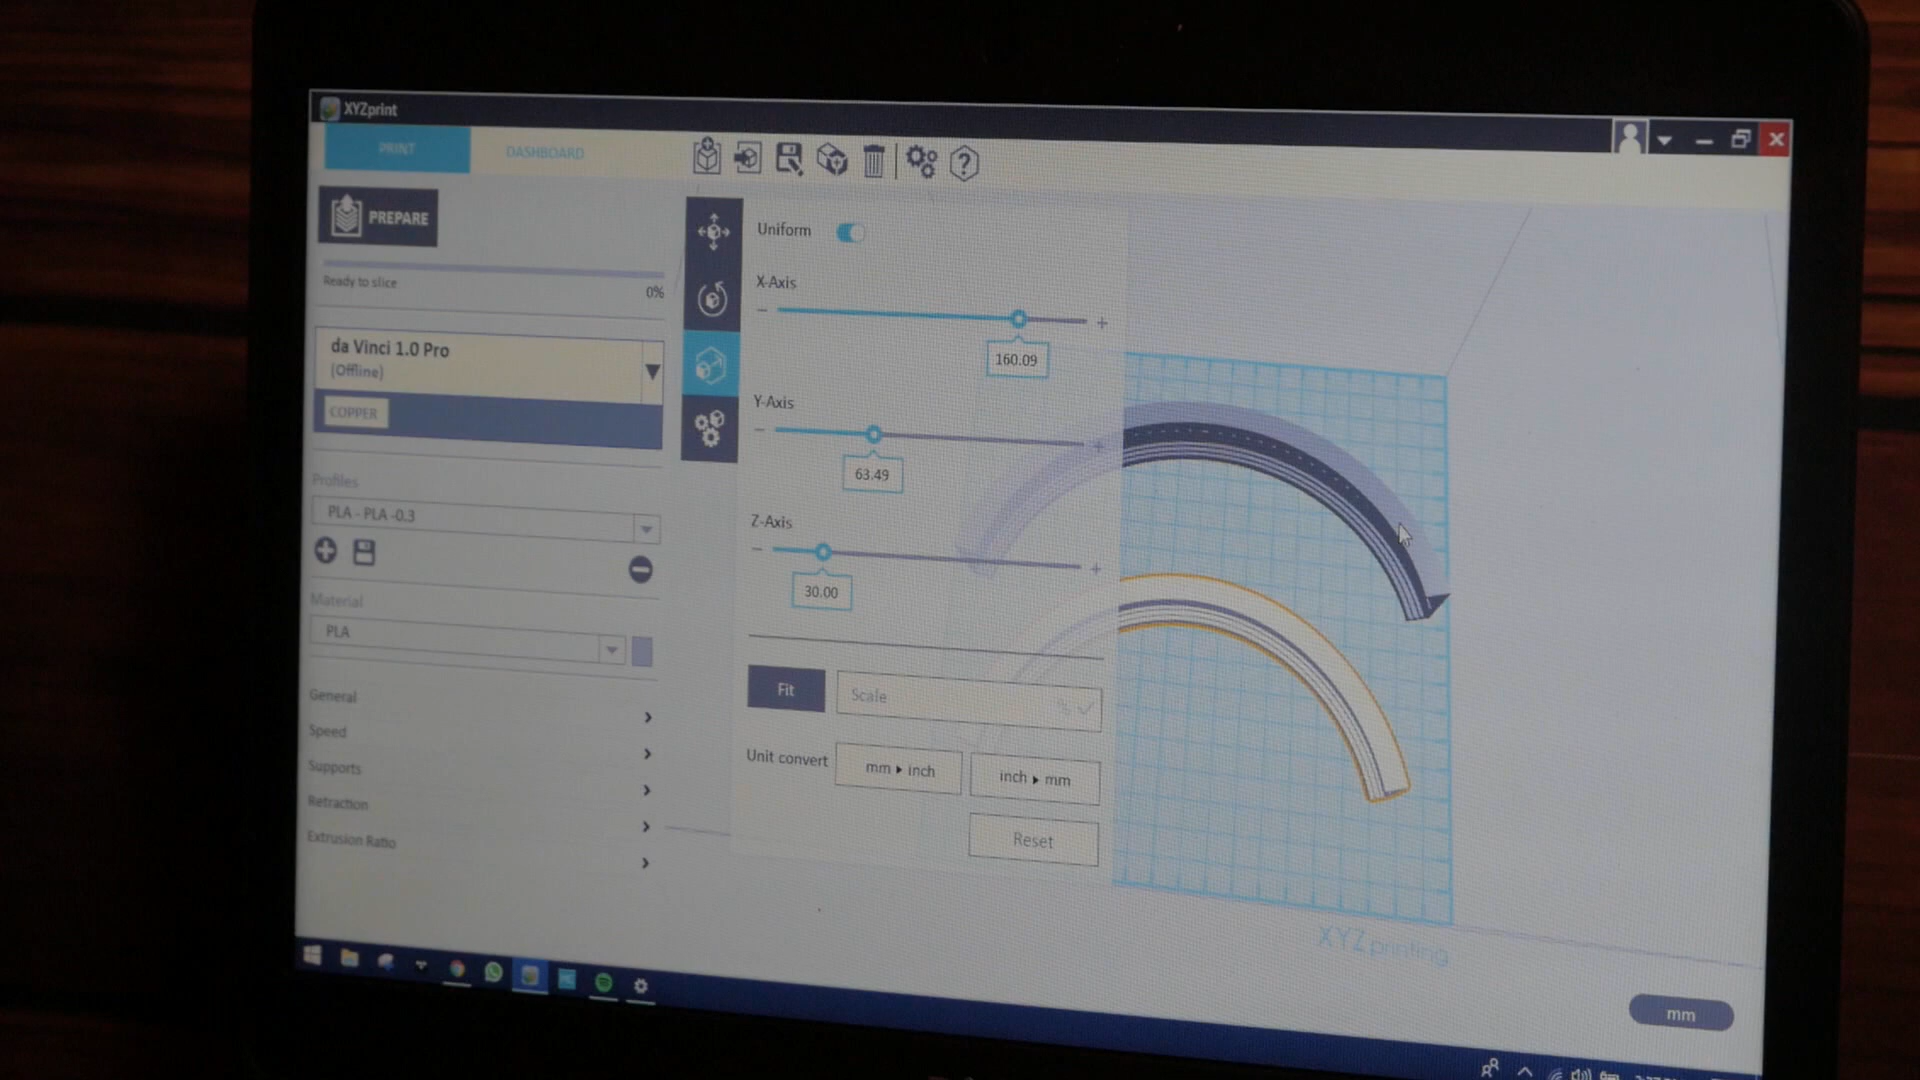 XYZprint
PRINT
DASHBOARD
PREPARE
Ready to slice
0%
da Vinci 1.0 Pro
(Offline)
COPPER
Profiles
PLA - PLA -0.3
Material
PLA
General
Speed
Supports
Retraction
Extrusion Ratio
Uniform
X-Axis
160.09
Y-Axis
63.49
Z-Axis
30.00
Fit
Scale
%
Unit convert
mm ▸ inch
inch ▸ mm
Reset
XYZprinting
mm